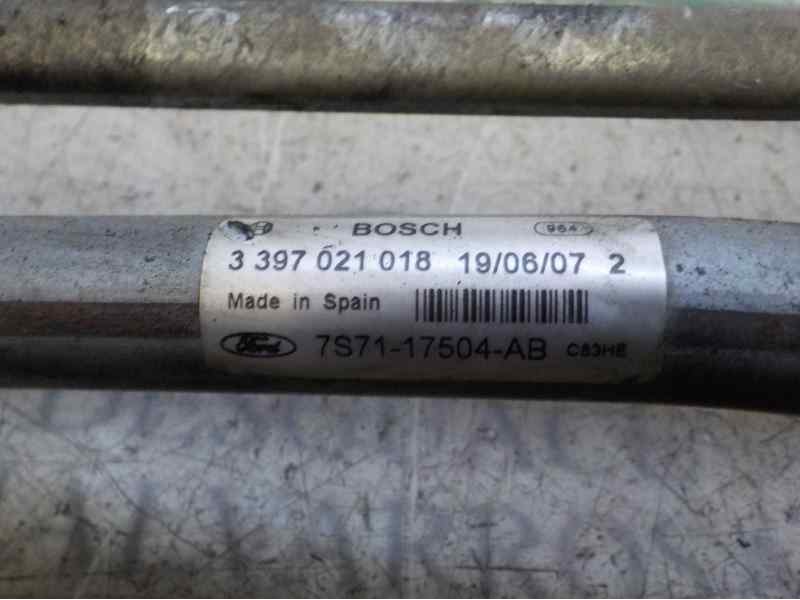 BOSCH 964
3 397 021 018 19/06/07 2
Made in Spain
Ford 7S71-17504-AB C83HE